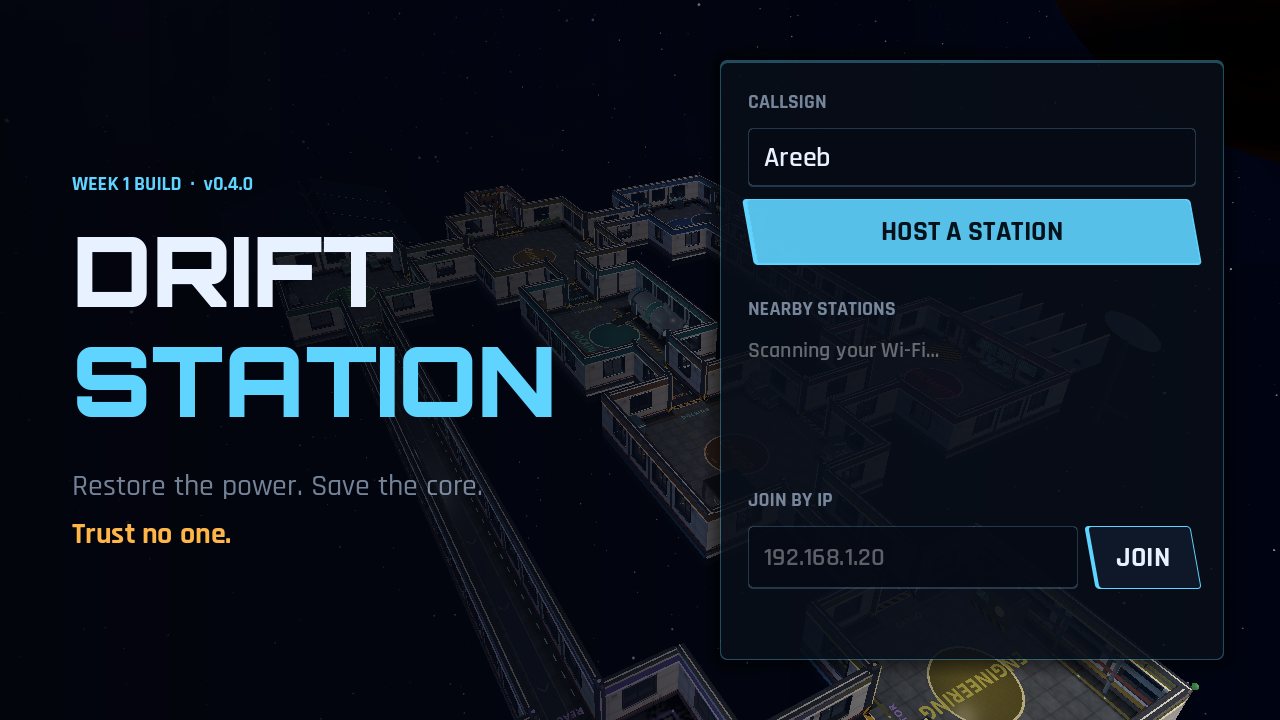 WEEK 1 BUILD · v0.4.0
DRIFT
STATION
Restore the power. Save the core.
Trust no one.
CALLSIGN
Areeb
HOST A STATION
NEARBY STATIONS
Scanning your Wi-Fi...
JOIN BY IP
192.168.1.20
JOIN
ENGINEERING